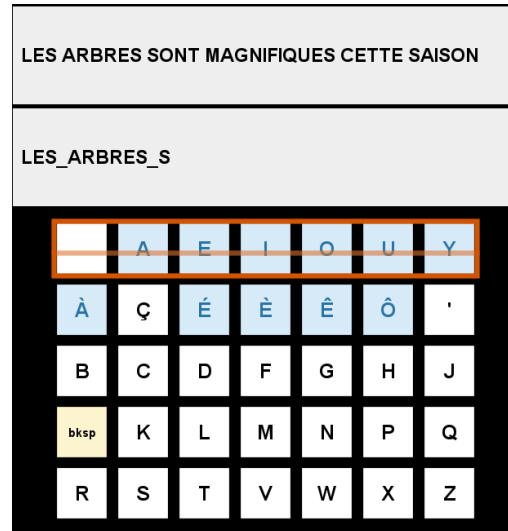 LES ARBRES SONT MAGNIFIQUES CETTE SAISON
LES_ARBRES_S
A E I O U Y
À Ç É È Ê Ô '
B C D F G H J
bksp K L M N P Q
R S T V W X Z